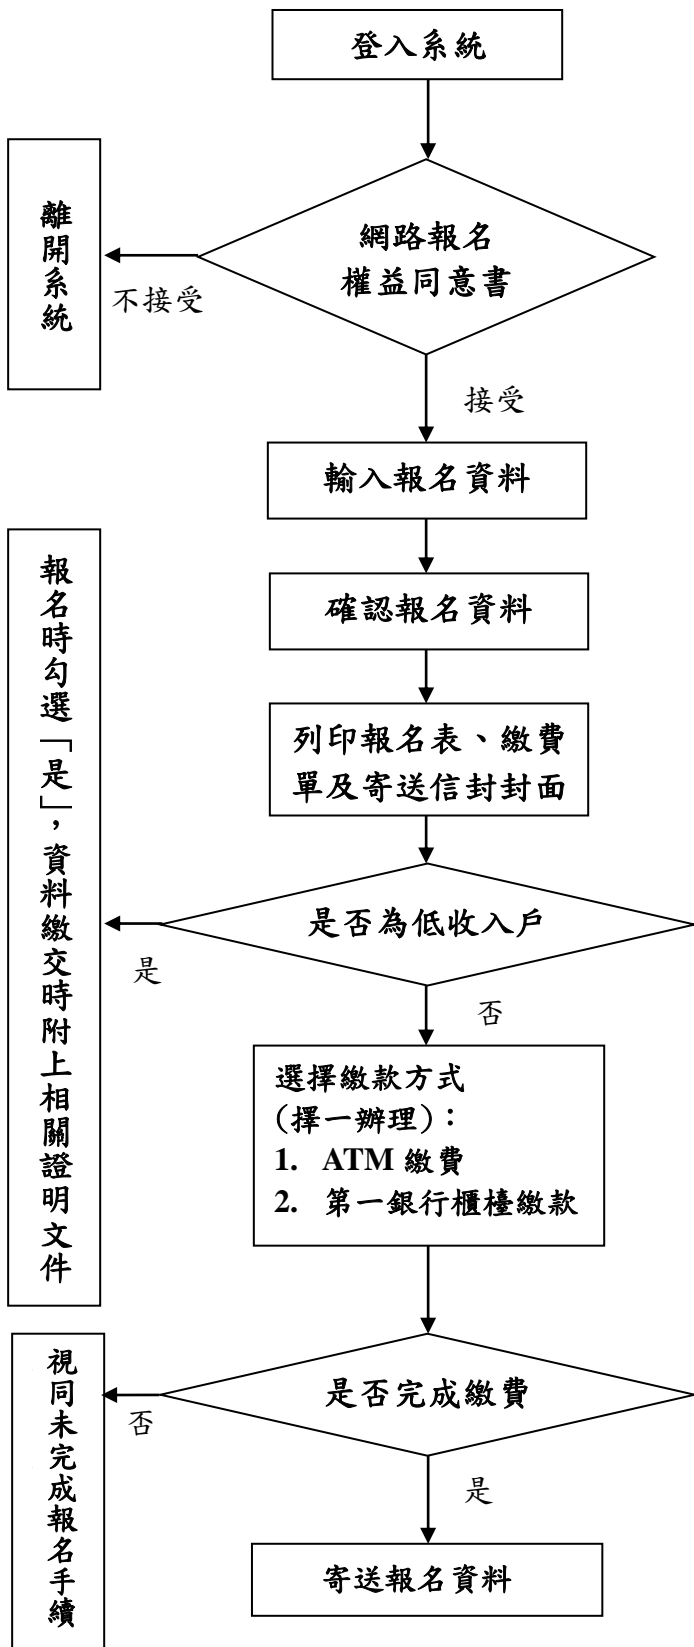 登入系統
網路報名
權益同意書
不接受
離開系統
接受
輸入報名資料
確認報名資料
列印報名表、繳費
單及寄送信封封面
是否為低收入戶
是
報名時勾選「是」，資料繳交時附上相關證明文件
否
選擇繳款方式
(擇一辦理)：
1. ATM 繳費
2. 第一銀行櫃檯繳款
是否完成繳費
否
視同未完成報名手續
是
寄送報名資料